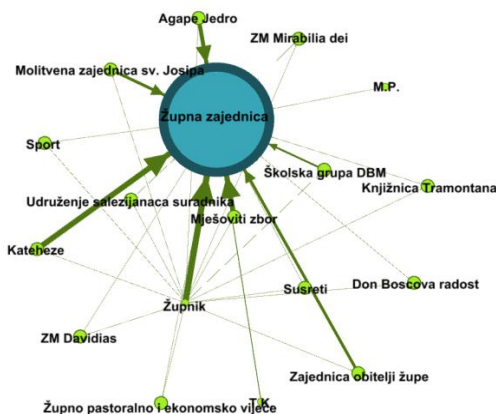 Agape Jedro
ZM Mirabilia dei
Molitvena zajednica sv. Josipa
M.P.
Župna zajednica
Sport
Školska grupa DBM
Knjižnica Tramontana
Udruženje salezijanaca suradnika
Mješoviti zbor
Kateheze
Susreti
Don Boscova radost
Župnik
ZM Davidias
Zajednica obitelji župe
Župno pastoralno i ekonomsko vijeće
T.K.